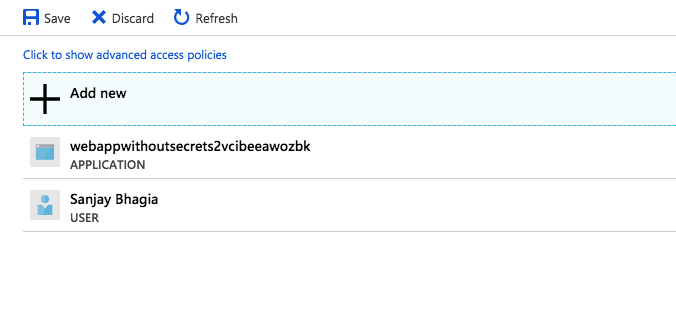 Save Discard Refresh
Click to show advanced access policies
Add new
webappwithoutsecrets2vcibeeawozbk
APPLICATION
Sanjay Bhagia
USER